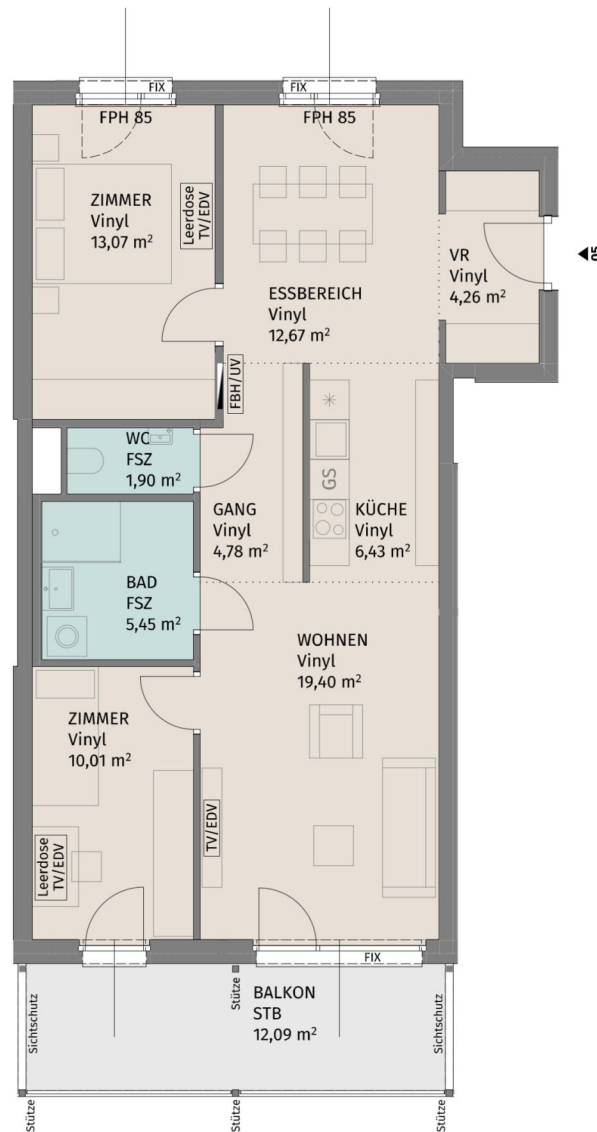 FIX
FIX
FPH 85
FPH 85
ZIMMER
Vinyl
13,07 m²
Leerdose
TV/EDV
VR
Vinyl
4,26 m²
05
ESSBEREICH
Vinyl
12,67 m²
FBH/UV
WC
FSZ
1,90 m²
GS
GANG
Vinyl
4,78 m²
KÜCHE
Vinyl
6,43 m²
BAD
FSZ
5,45 m²
WOHNEN
Vinyl
19,40 m²
ZIMMER
Vinyl
10,01 m²
TV/EDV
Leerdose
TV/EDV
FIX
Sichtschutz
Stütze
BALKON
STB
12,09 m²
Sichtschutz
Stütze
Stütze
Stütze